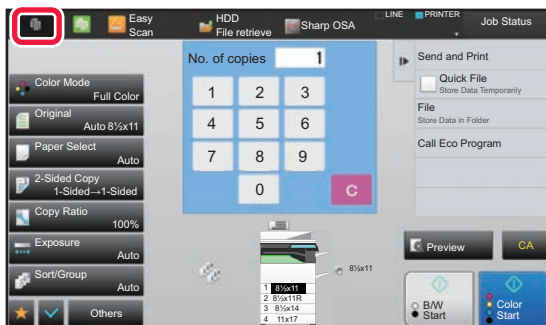 Easy
Scan
HDD
File retrieve
Sharp OSA
LINE
PRINTER
Job Status
No. of copies
1
1
2
3
4
5
6
7
8
9
0
C
Color Mode
Full Color
Original
Auto 8½x11
Paper Select
Auto
2-Sided Copy
1-Sided→1-Sided
Copy Ratio
100%
Exposure
Auto
Sort/Group
Auto
Others
8½x11
1 8½x11
2 8½x11R
3 8½x14
4 11x17
Send and Print
Quick File
Store Data Temporarily
File
Store Data in Folder
Call Eco Program
Preview
CA
B/W
Start
Color
Start